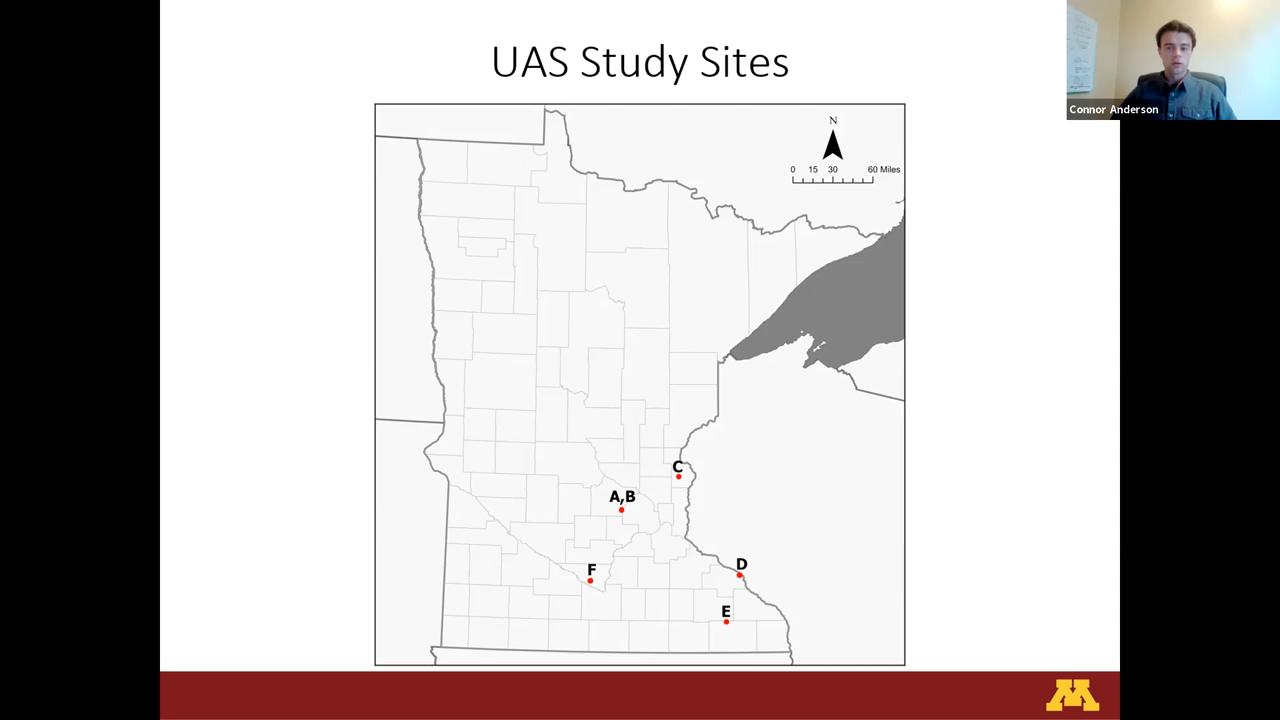 UAS Study Sites
Connor Anderson
N
0 15 30 60 Miles
C
A,B
D
F
E
M